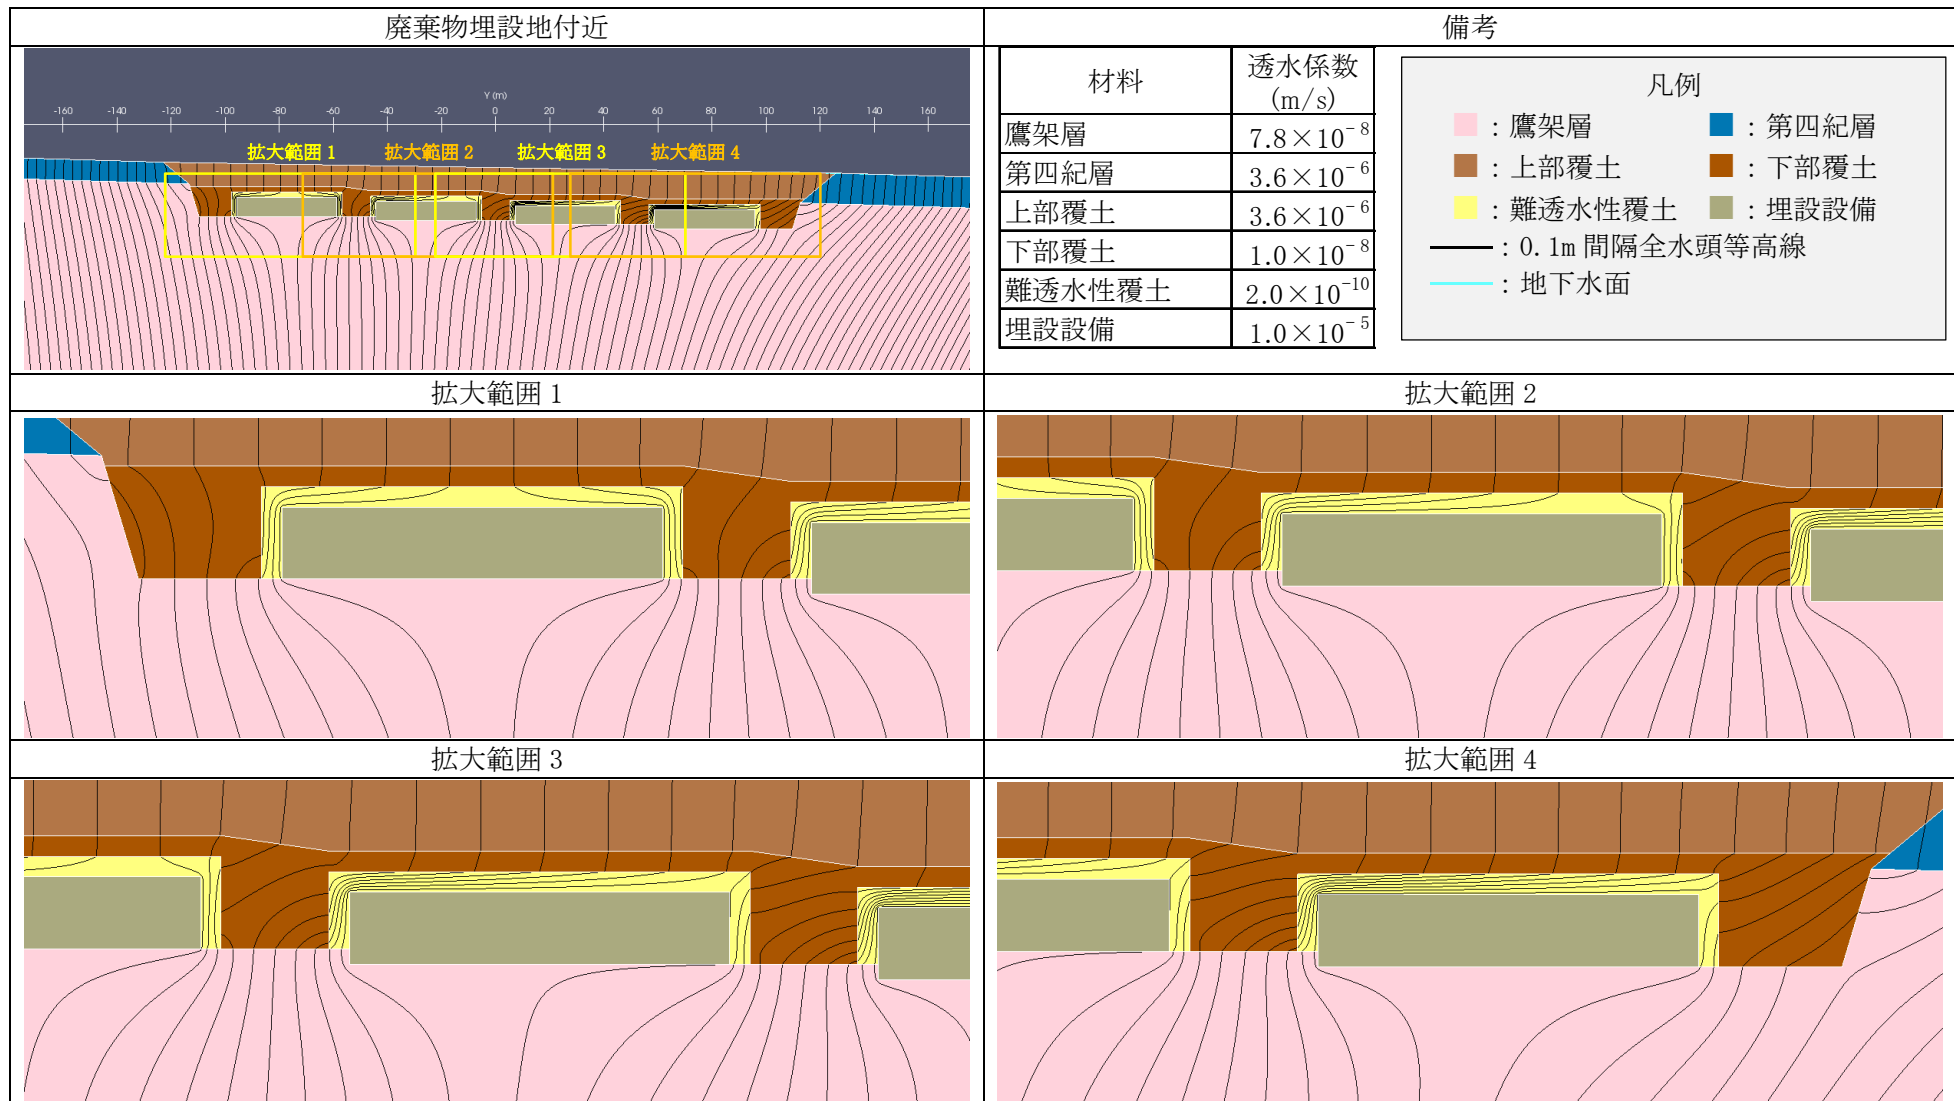 廃棄物埋設地付近
備考
Y (m)
-160 -140 -120 -100 -80 -60 -40 -20 0 20 40 60 80 100 120 140 160
拡大範囲 1 拡大範囲 2 拡大範囲 3 拡大範囲 4
材料 透水係数 (m/s)
鷹架層 7.8×10⁻⁸
第四紀層 3.6×10⁻⁶
上部覆土 3.6×10⁻⁶
下部覆土 1.0×10⁻⁸
難透水性覆土 2.0×10⁻¹⁰
埋設設備 1.0×10⁻⁵
凡例
：鷹架層 ：第四紀層
：上部覆土 ：下部覆土
：難透水性覆土 ：埋設設備
：0.1m 間隔全水頭等高線
：地下水面
拡大範囲 1
拡大範囲 2
拡大範囲 3
拡大範囲 4